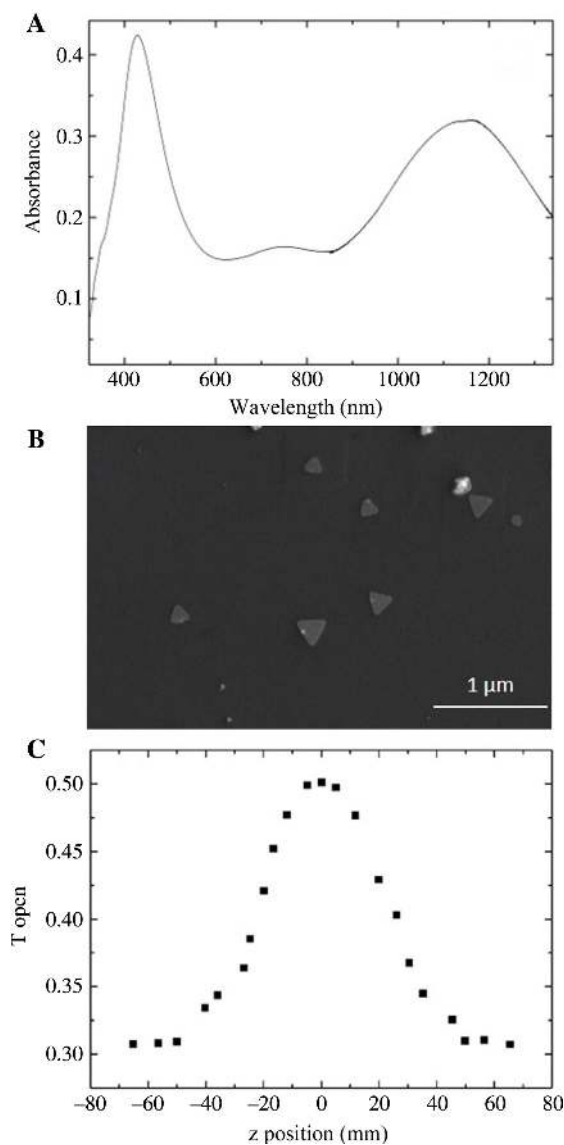 A
0.4
0.3
0.2
0.1
Absorbance
400 600 800 1000 1200
Wavelength (nm)
B
1 μm
C
0.50
0.45
0.40
0.35
0.30
T open
–80 –60 –40 –20 0 20 40 60 80
z position (mm)